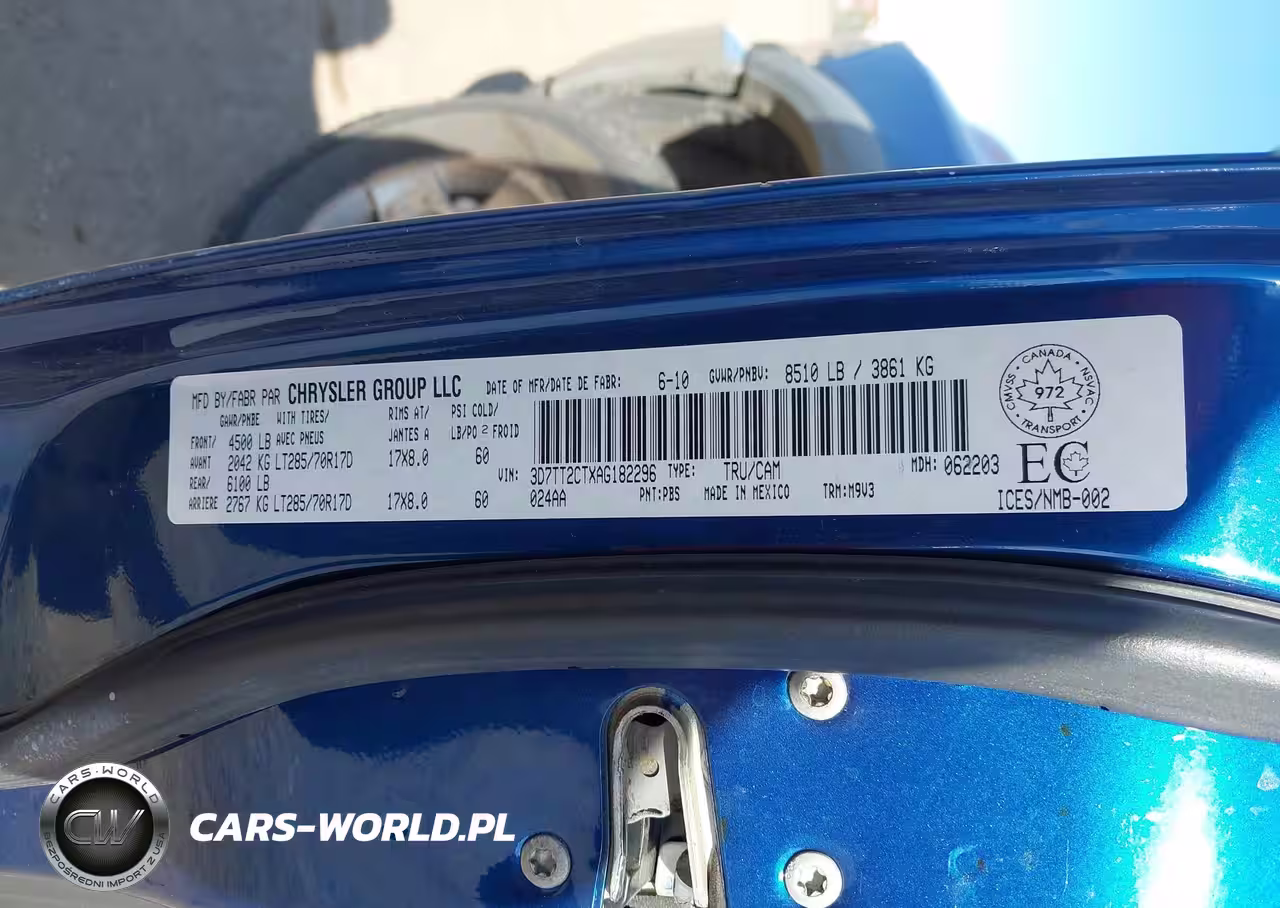 MFD BY/FABR PAR CHRYSLER GROUP LLC DATE OF MFR/DATE DE FABR: 6-10 GVWR/PNBV: 8510 LB / 3861 KG
GAWR/PNBE WITH TIRES/ RIMS AT/ PSI COLD/
FRONT/ 4500 LB AVEC PNEUS JANTES A LB/PO² FROID
AVANT 2042 KG LT285/70R17D 17X8.0 60
REAR/ 6100 LB
ARRIERE 2767 KG LT285/70R17D 17X8.0 60
VIN: 3D7TT2CTXAG182296 TYPE: TRU/CAM MDH: 062203
024AA PNT:PBS MADE IN MEXICO TRM:M9V3
CANADA
CMVSS 972 NSVAC
TRANSPORT
EC
ICES/NMB-002
CARS-WORLD
CW
BEZPOŚREDNI IMPORT Z USA
CARS-WORLD.PL